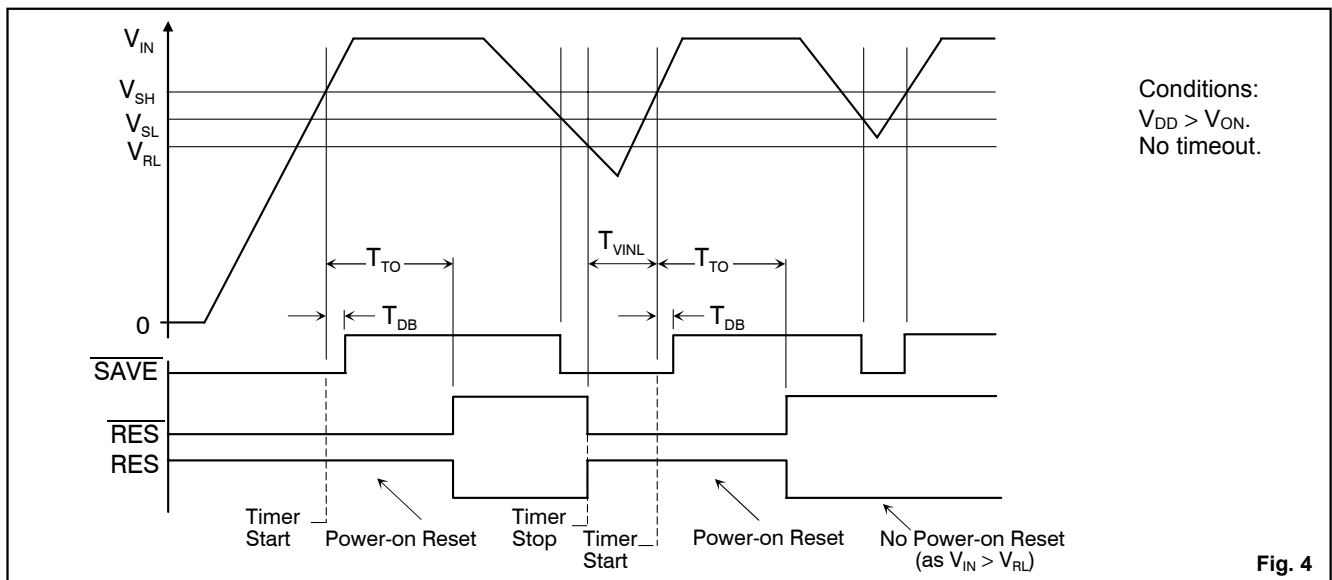 V_IN
V_SH
V_SL
V_RL
Conditions:
V_DD > V_ON.
No timeout.
T_VINL
T_TO
T_TO
T_DB
T_DB
0
SAVE
RES
RES
Timer
Start
Power-on Reset
Timer
Stop
Timer
Start
Power-on Reset
No Power-on Reset
(as V_IN > V_RL)
Fig. 4